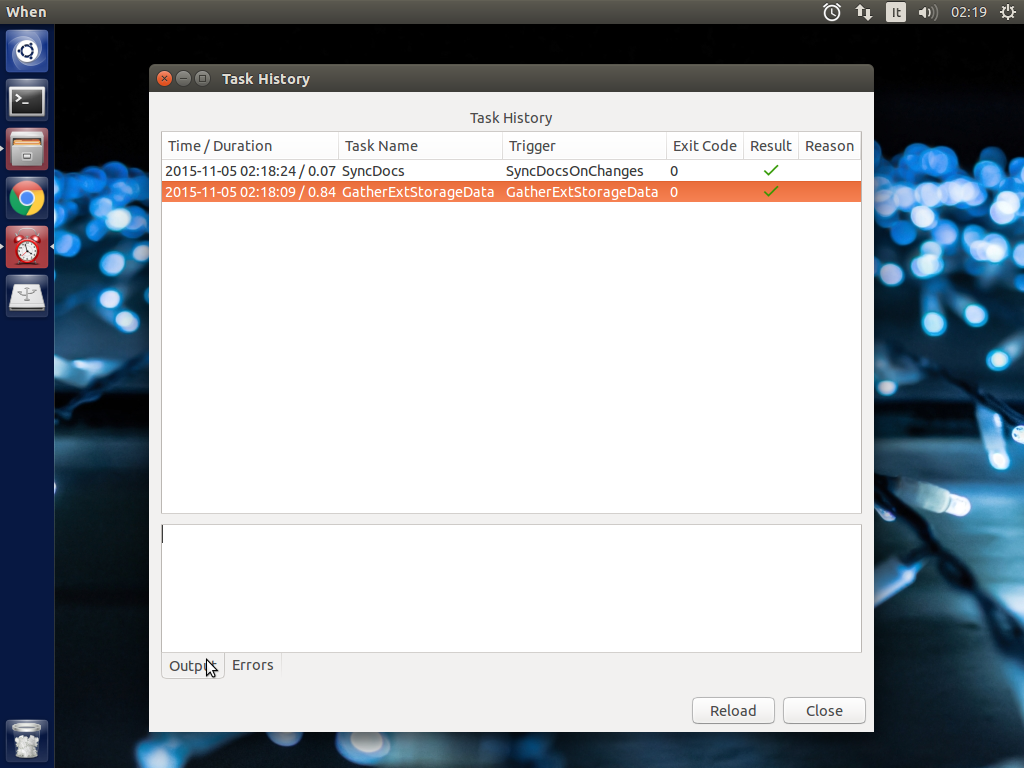 When
It
02:19
Task History
Task History
Time / Duration Task Name Trigger Exit Code Result Reason
2015-11-05 02:18:24 / 0.07 SyncDocs SyncDocsOnChanges 0
2015-11-05 02:18:09 / 0.84 GatherExtStorageData GatherExtStorageData 0
Output Errors
Reload Close